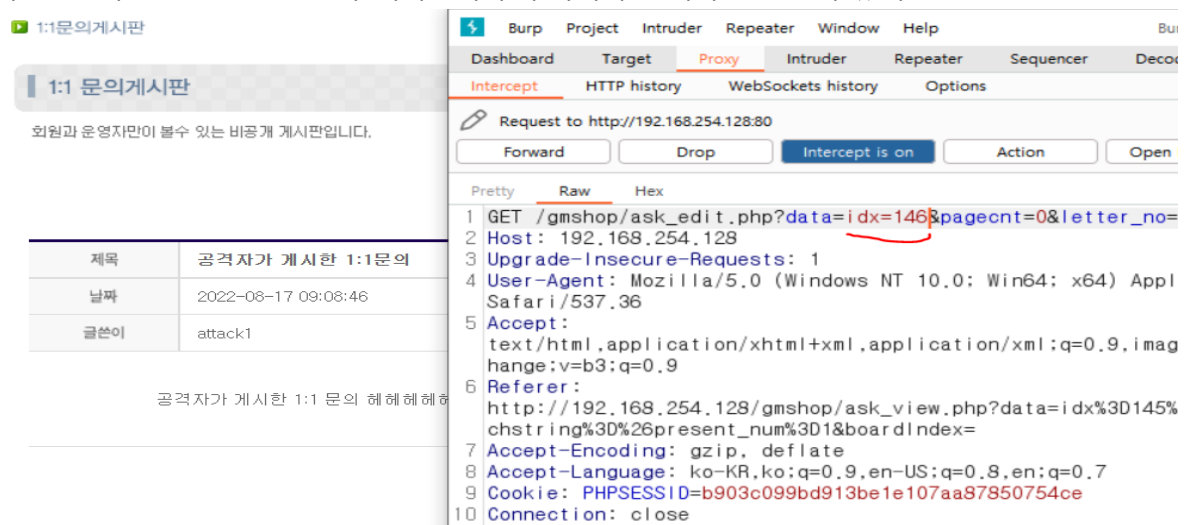 1:1문의게시판
1:1 문의게시판
회원과 운영자만이 볼수 있는 비공개 게시판입니다.
제목 공격자가 게시한 1:1문의
날짜 2022-08-17 09:08:46
글쓴이 attack1
공격자가 게시한 1:1 문의 헤헤헤헤
Burp Project Intruder Repeater Window Help Bur
Dashboard Target Proxy Intruder Repeater Sequencer Decod
Intercept HTTP history WebSockets history Options
Request to http://192.168.254.128:80
Forward Drop Intercept is on Action Open
Pretty Raw Hex
1 GET /gmshop/ask_edit.php?data=idx=146&pagecnt=0&letter_no=
2 Host: 192.168.254.128
3 Upgrade-Insecure-Requests: 1
4 User-Agent: Mozilla/5.0 (Windows NT 10.0; Win64; x64) Appl
Safari/537.36
5 Accept:
text/html,application/xhtml+xml,application/xml;q=0.9,imag
hange;v=b3;q=0.9
6 Referer:
http://192.168.254.128/gmshop/ask_view.php?data=idx%3D145%
chstring%3D%26present_num%3D1&boardIndex=
7 Accept-Encoding: gzip, deflate
8 Accept-Language: ko-KR,ko;q=0.9,en-US;q=0.8,en;q=0.7
9 Cookie: PHPSESSID=b903c099bd913be1e107aa87850754ce
10 Connection: close